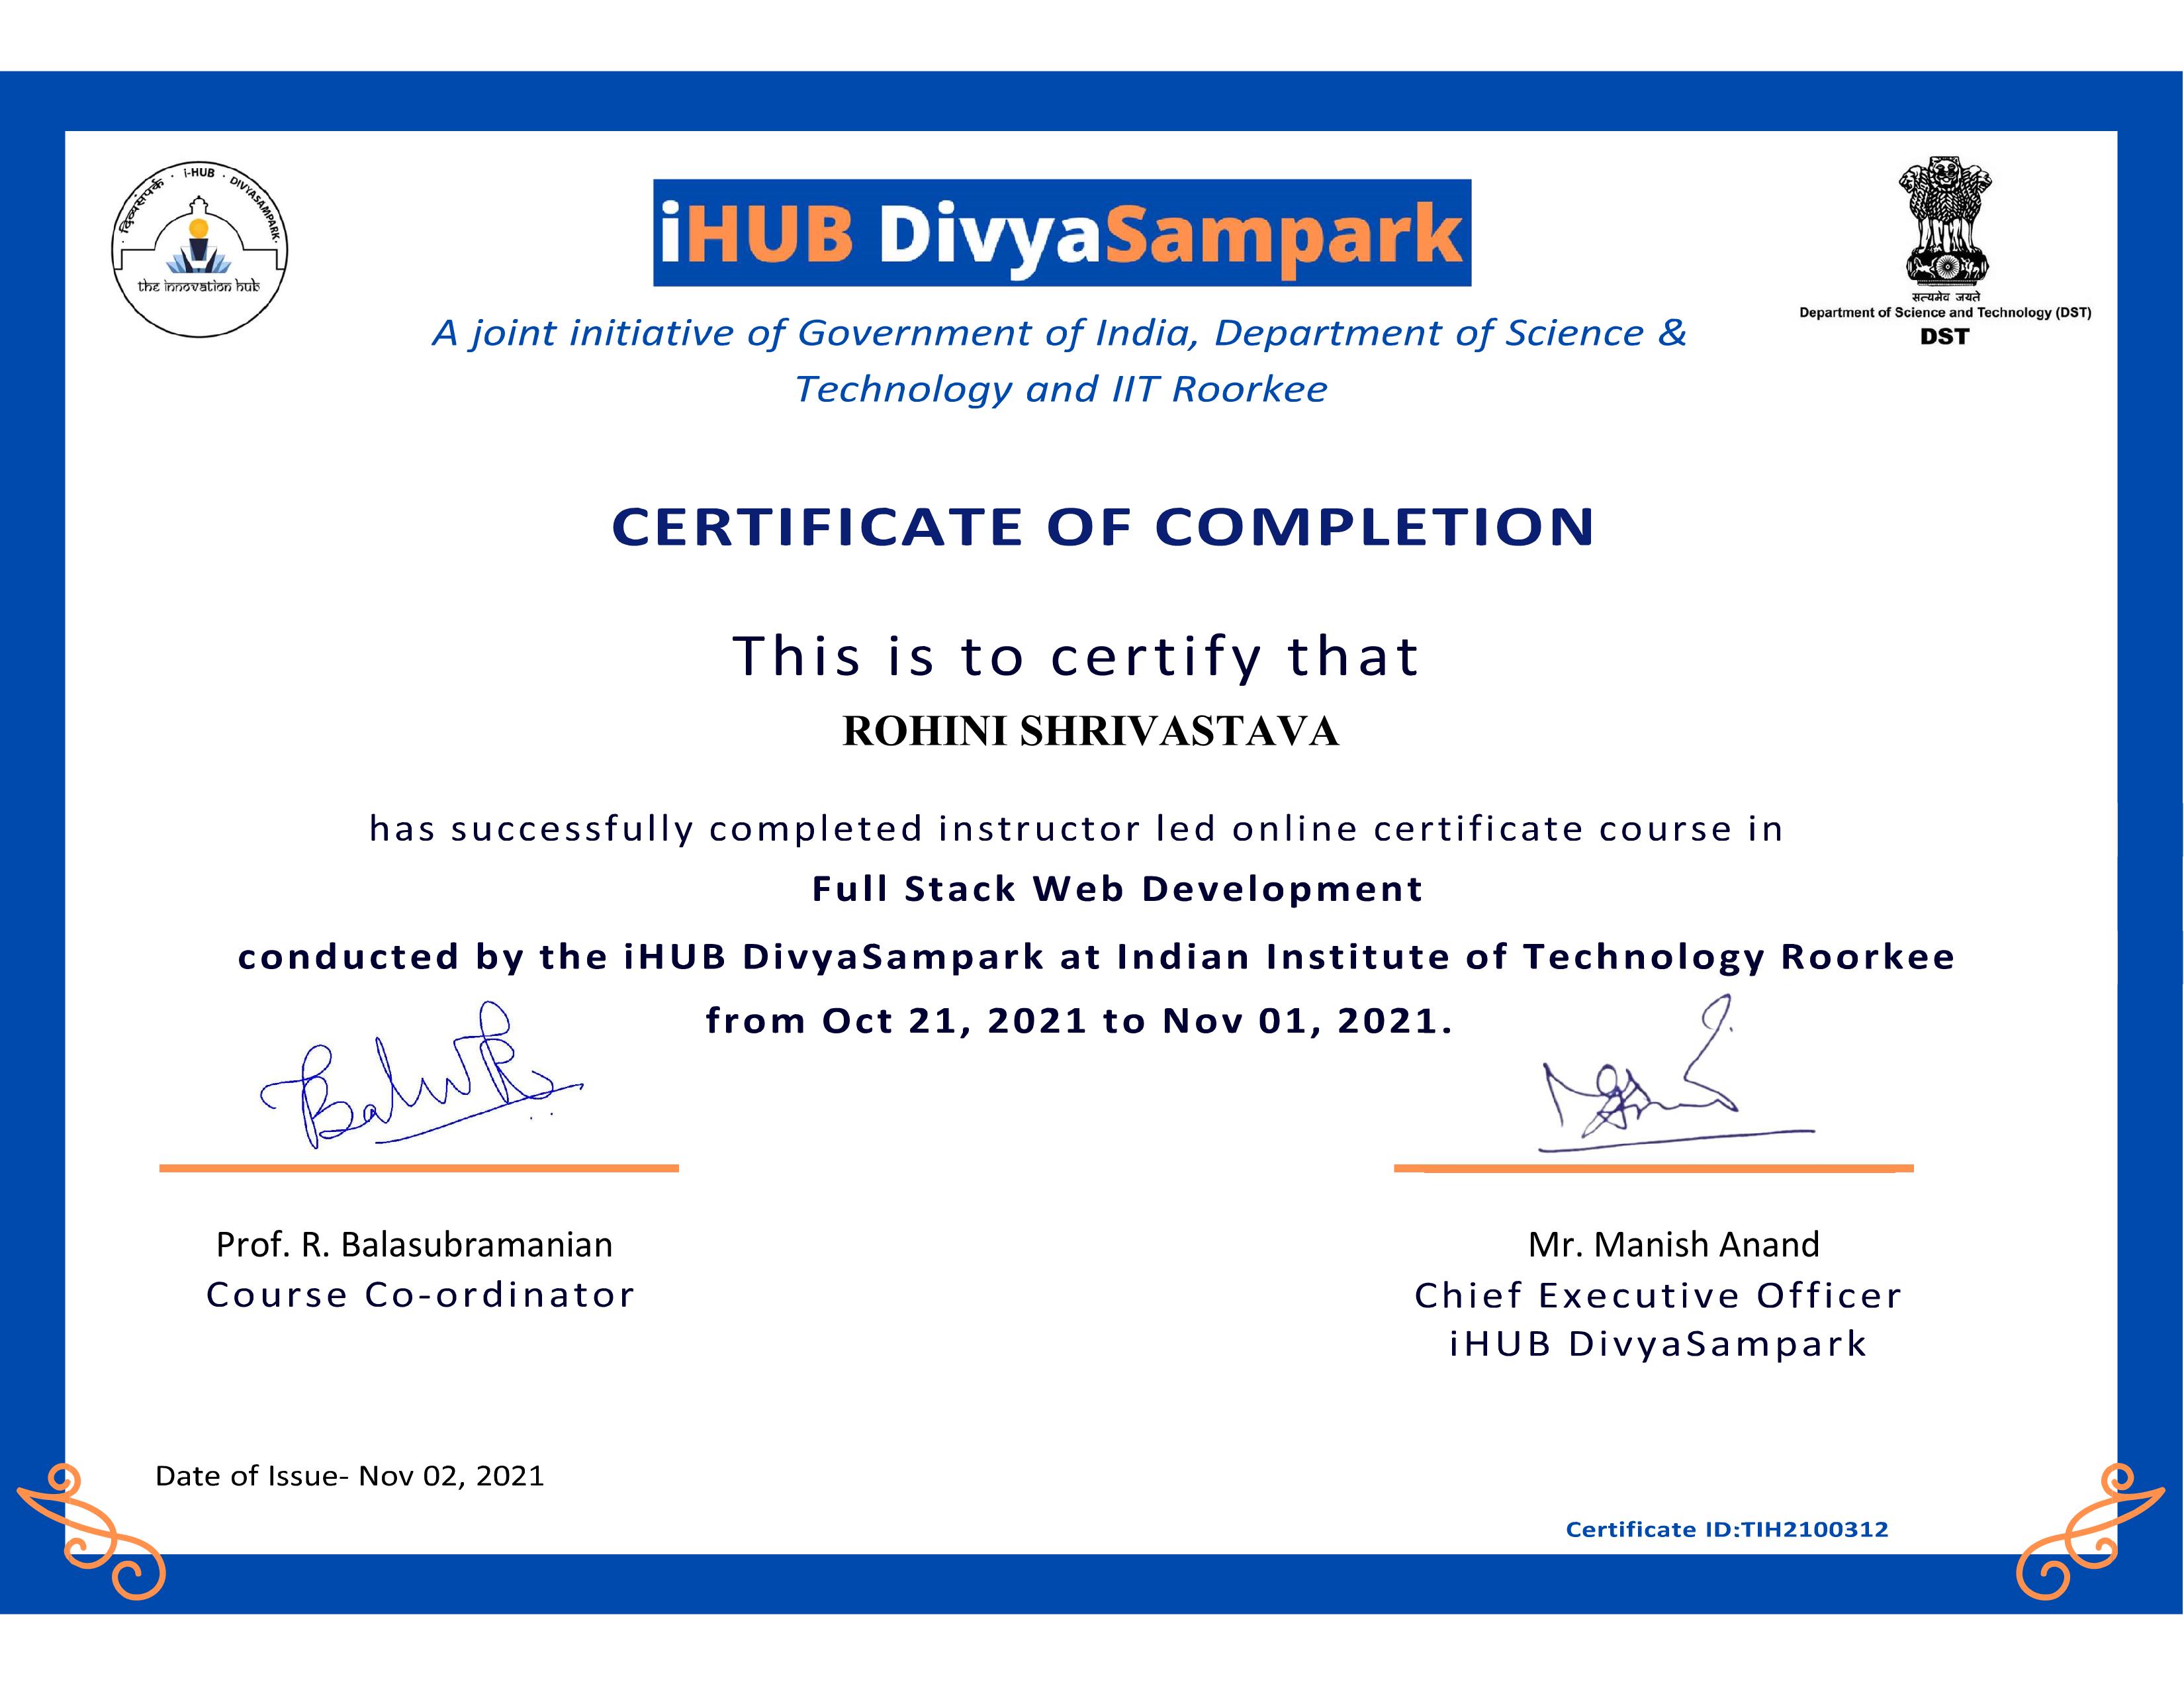 दिव्यसंपर्क · i-HUB · DIVYASAMPARK
the innovation hub
iHUB DivyaSampark
सत्यमेव जयते
Department of Science and Technology (DST)
DST
A joint initiative of Government of India, Department of Science &
Technology and IIT Roorkee
CERTIFICATE OF COMPLETION
This is to certify that
ROHINI SHRIVASTAVA
has successfully completed instructor led online certificate course in
Full Stack Web Development
conducted by the iHUB DivyaSampark at Indian Institute of Technology Roorkee
from Oct 21, 2021 to Nov 01, 2021.
Prof. R. Balasubramanian
Course Co-ordinator
Mr. Manish Anand
Chief Executive Officer
iHUB DivyaSampark
Date of Issue- Nov 02, 2021
Certificate ID:TIH2100312